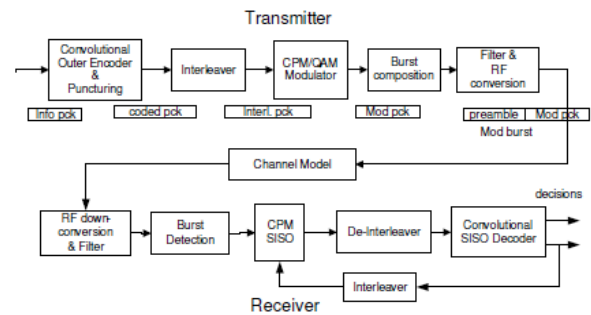 Transmitter
Convolutional
Outer Encoder
&
Puncturing
Interleaver
CPM/QAM
Modulator
Burst
composition
Filter &
RF
conversion
Info pck
coded pck
Interl. pck
Mod pck
preamble
Mod pck
Mod burst
Channel Model
decisions
RF down-
conversion
& Filter
Burst
Detection
CPM
SISO
De-Interleaver
Convolutional
SISO Decoder
Interleaver
Receiver